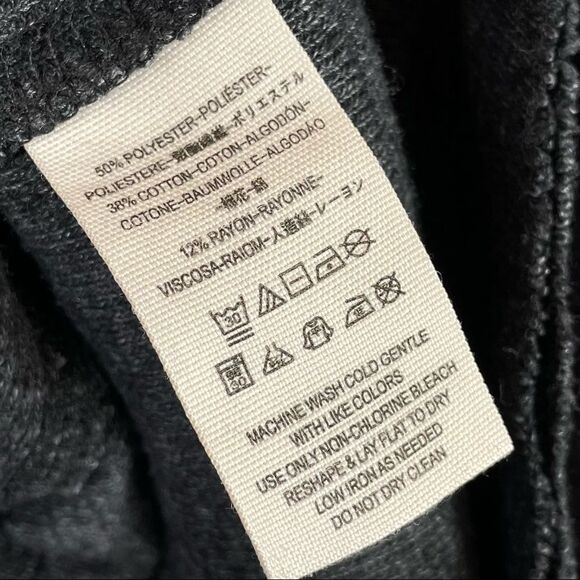 50% POLYESTER-POLIÉSTER-
POLIESTERE-聚酯纖維-ポリエステル
38% COTTON-COTON-ALGODÓN-
COTONE-BAUMWOLLE-ALGODAO
-棉花-綿
12% RAYON-RAYONNE-
VISCOSA-RAIOM-人造絲-レーヨン
30
30
MACHINE WASH COLD GENTLE
WITH LIKE COLORS
USE ONLY NON-CHLORINE BLEACH
RESHAPE & LAY FLAT TO DRY
LOW IRON AS NEEDED
DO NOT DRY CLEAN